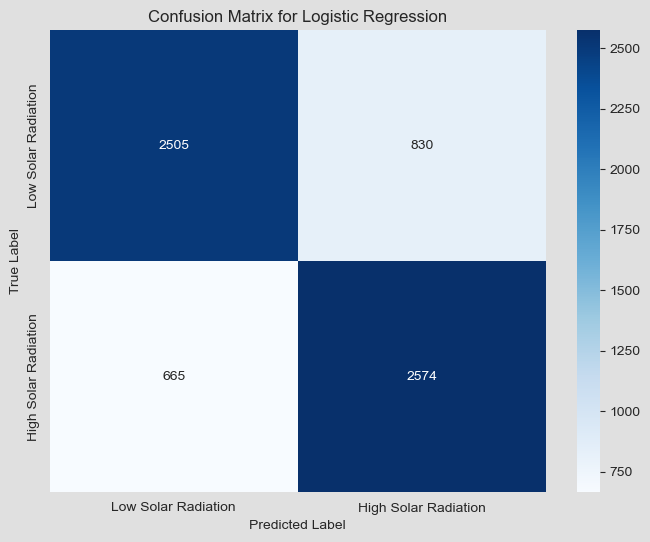 Confusion Matrix for Logistic Regression
True Label
Low Solar Radiation
High Solar Radiation
2505
830
665
2574
Low Solar Radiation
High Solar Radiation
Predicted Label
2500
2250
2000
1750
1500
1250
1000
750